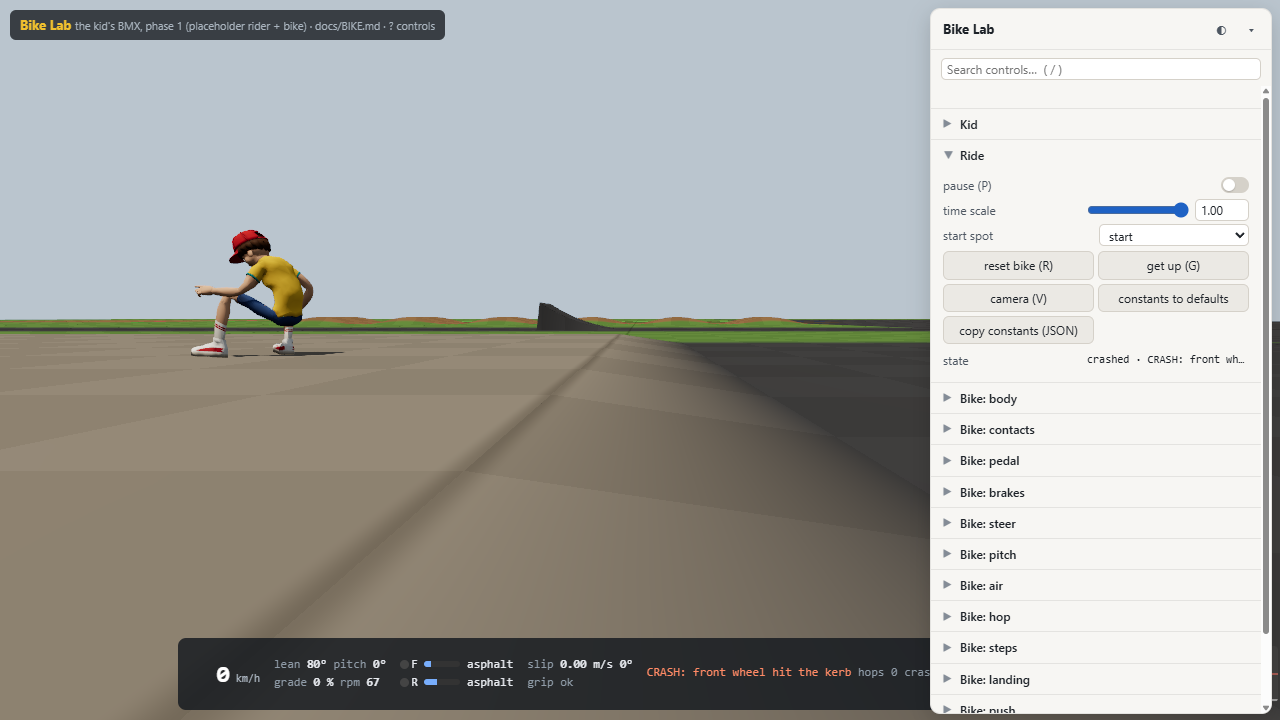 Bike Lab the kid's BMX, phase 1 (placeholder rider + bike) · docs/BIKE.md · ? controls
Bike Lab
Search controls... ( / )
Kid
Ride
pause (P)
time scale 1.00
start spot start
reset bike (R) get up (G)
camera (V) constants to defaults
copy constants (JSON)
state crashed · CRASH: front wh…
Bike: body
Bike: contacts
Bike: pedal
Bike: brakes
Bike: steer
Bike: pitch
Bike: air
Bike: hop
Bike: steps
Bike: landing
Bike: push
0 km/h
lean 80° pitch 0° F asphalt slip 0.00 m/s 0°
grade 0 % rpm 67 R asphalt grip ok
CRASH: front wheel hit the kerb hops 0 cras